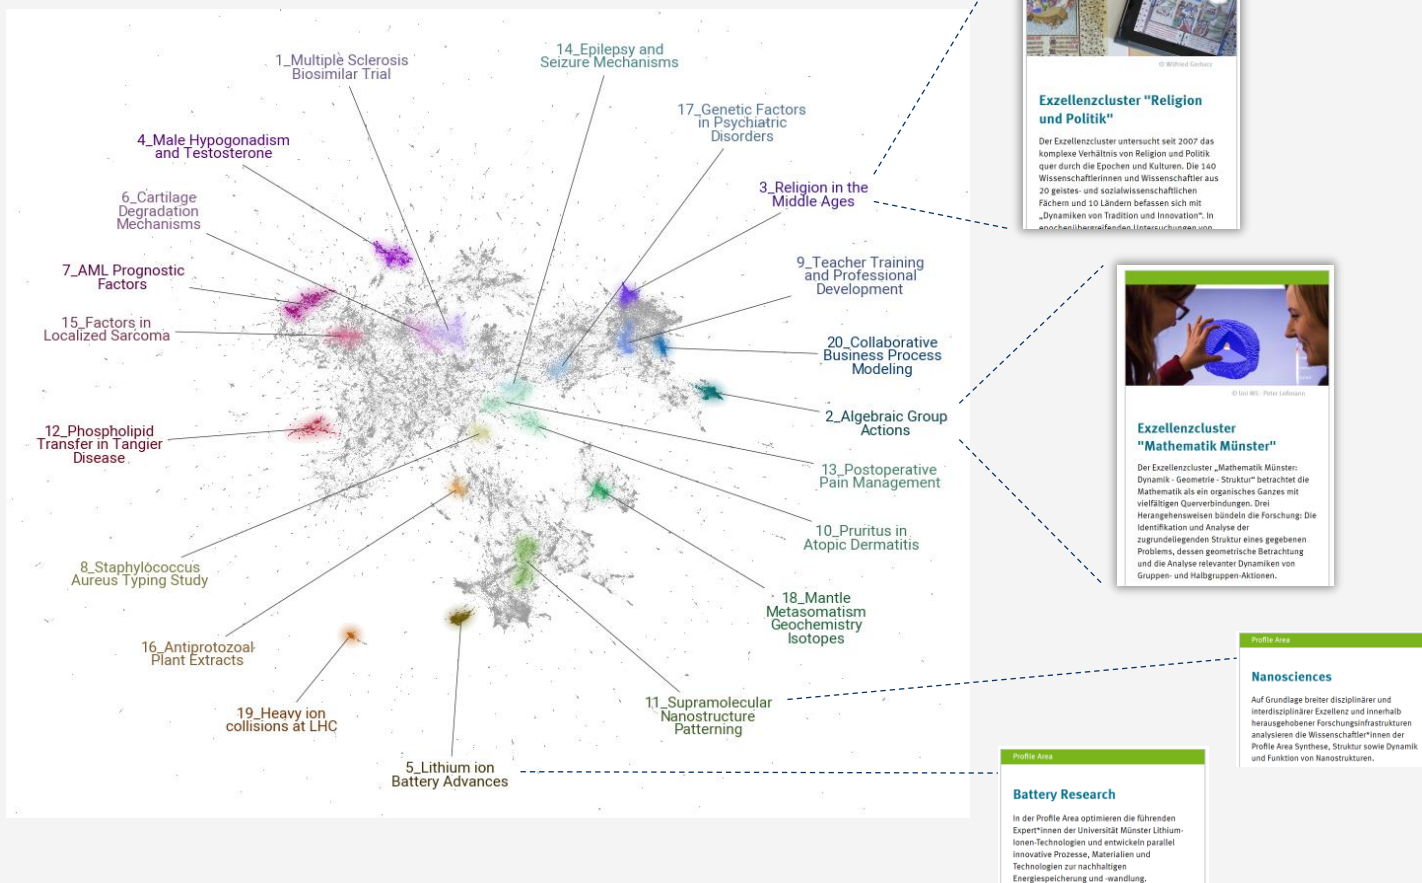 1_Multiple Sclerosis
Biosimilar Trial
14_Epilepsy and
Seizure Mechanisms
17_Genetic Factors
in Psychiatric
Disorders
4_Male Hypogonadism
and Testosterone
3_Religion in the
Middle Ages
6_Cartilage
Degradation
Mechanisms
9_Teacher Training
and Professional
Development
7_AML Prognostic
Factors
15_Factors in
Localized Sarcoma
20_Collaborative
Business Process
Modeling
2_Algebraic Group
Actions
12_Phospholipid
Transfer in Tangier
Disease
13_Postoperative
Pain Management
10_Pruritus in
Atopic Dermatitis
8_Staphylococcus
Aureus Typing Study
18_Mantle
Metasomatism
Geochemistry
Isotopes
16_Antiprotozoal
Plant Extracts
19_Heavy ion
collisions at LHC
11_Supramolecular
Nanostructure
Patterning
5_Lithium ion
Battery Advances
© Wilfried Gerharz
Exzellenzcluster "Religion
und Politik"
Der Exzellenzcluster untersucht seit 2007 das
komplexe Verhältnis von Religion und Politik
quer durch die Epochen und Kulturen. Die 140
Wissenschaftlerinnen und Wissenschaftler aus
20 geistes- und sozialwissenschaftlichen
Fächern und 10 Ländern befassen sich mit
„Dynamiken von Tradition und Innovation“. In
epochenübergreifenden Untersuchungen von
© Uni MS - Peter Leßmann
Exzellenzcluster
"Mathematik Münster"
Der Exzellenzcluster „Mathematik Münster:
Dynamik - Geometrie - Struktur“ betrachtet die
Mathematik als ein organisches Ganzes mit
vielfältigen Querverbindungen. Drei
Herangehensweisen bündeln die Forschung: Die
Identifikation und Analyse der
zugrundeliegenden Struktur eines gegebenen
Problems, dessen geometrische Betrachtung
und die Analyse relevanter Dynamiken von
Gruppen- und Halbgruppen-Aktionen.
Profile Area
Nanosciences
Auf Grundlage breiter disziplinärer und
interdisziplinärer Exzellenz und innerhalb
herausgehobener Forschungsinfrastrukturen
analysieren die Wissenschaftler*innen der
Profile Area Synthese, Struktur sowie Dynamik
und Funktion von Nanostrukturen.
Profile Area
Battery Research
In der Profile Area optimieren die führenden
Expert*innen der Universität Münster Lithium-
Ionen-Technologien und entwickeln parallel
innovative Prozesse, Materialien und
Technologien zur nachhaltigen
Energiespeicherung und -wandlung.